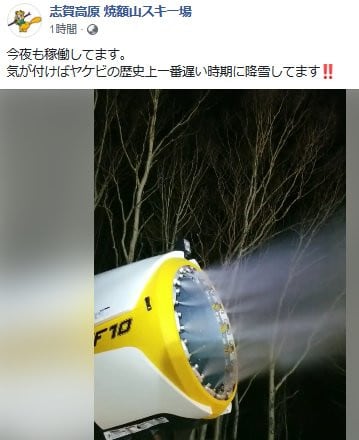 志賀高原 焼額山スキー場
1時間·
今夜も稼働してます。
気が付けばヤケビの歴史上一番遅い時期に降雪してます‼️
F10